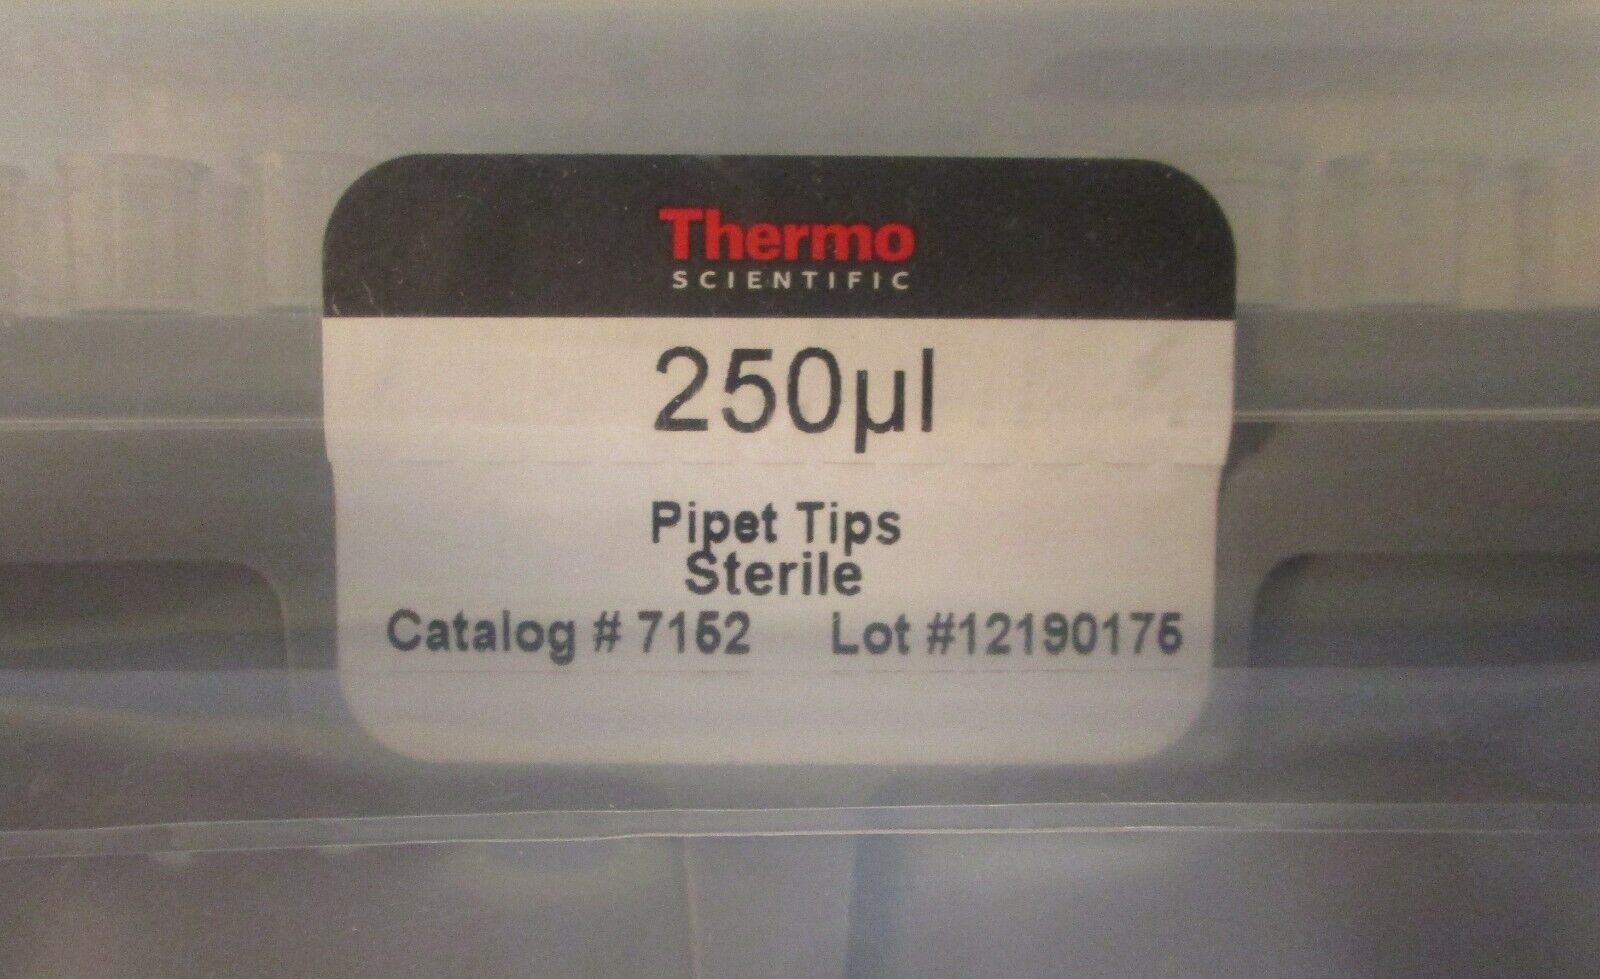 Thermo
SCIENTIFIC
250µl
Pipet Tips
Sterile
Catalog # 7152 Lot #12190175